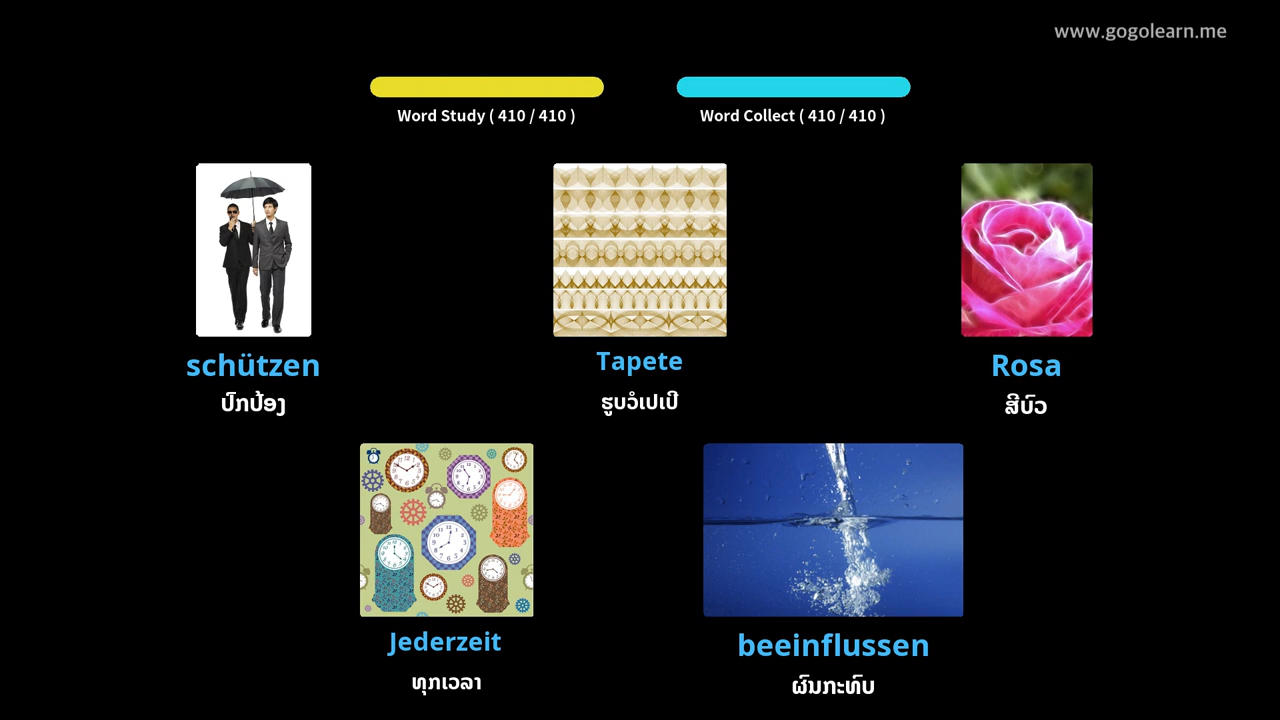 www.gogolearn.me
Word Study ( 410 / 410 )
Word Collect ( 410 / 410 )
schützen
ປົກປ້ອງ
Tapete
ຮູບວໍເປເປີ
Rosa
ສີບົວ
Jederzeit
ທຸກເວລາ
beeinflussen
ຜົນກະທົບ